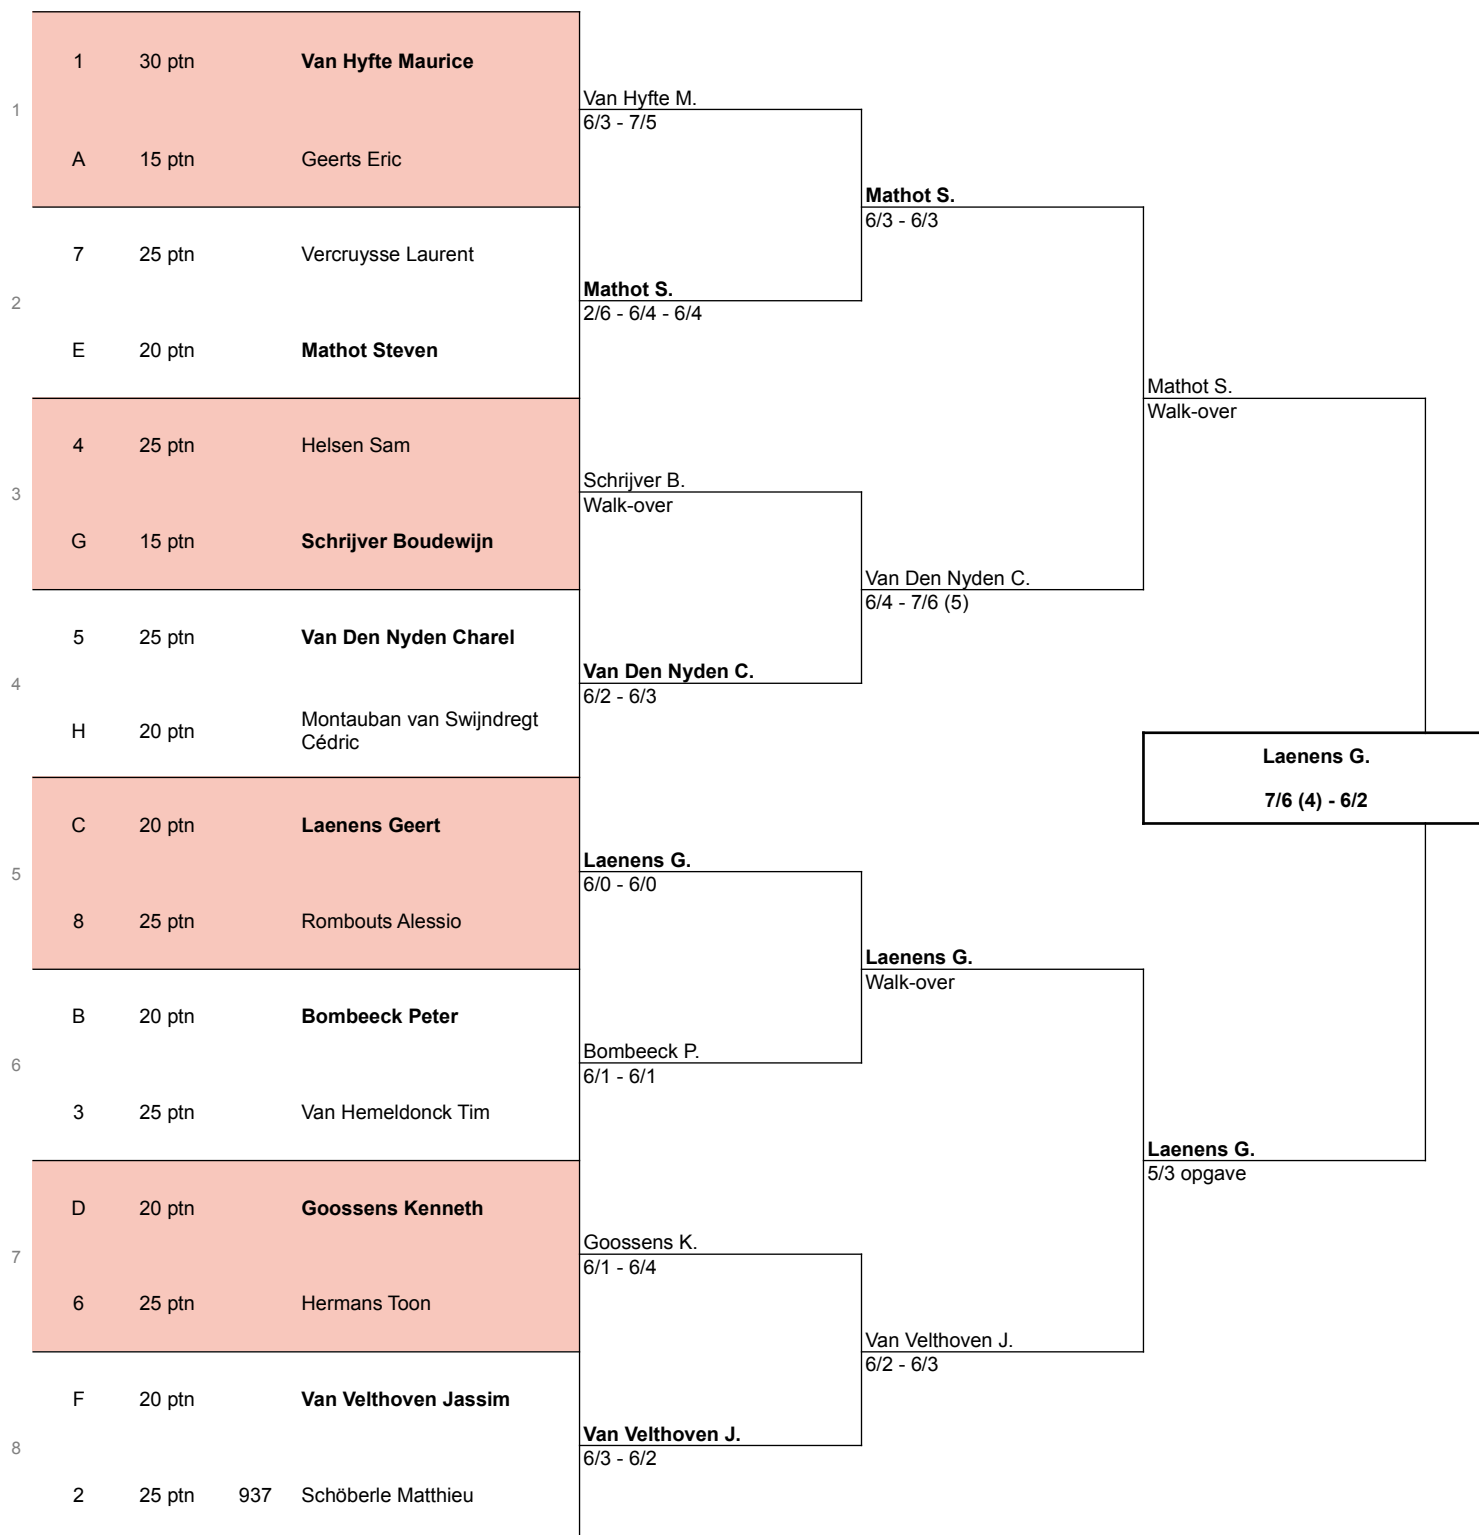 1 30 ptn Van Hyfte Maurice
1
A 15 ptn Geerts Eric
Van Hyfte M.
6/3 - 7/5
7 25 ptn Vercruysse Laurent
2
E 20 ptn Mathot Steven
Mathot S.
2/6 - 6/4 - 6/4
Mathot S.
6/3 - 6/3
4 25 ptn Helsen Sam
3
G 15 ptn Schrijver Boudewijn
Schrijver B.
Walk-over
5 25 ptn Van Den Nyden Charel
4
H 20 ptn Montauban van Swijndregt
Cédric
Van Den Nyden C.
6/2 - 6/3
Van Den Nyden C.
6/4 - 7/6 (5)
Mathot S.
Walk-over
C 20 ptn Laenens Geert
5
8 25 ptn Rombouts Alessio
Laenens G.
6/0 - 6/0
B 20 ptn Bombeeck Peter
6
3 25 ptn Van Hemeldonck Tim
Bombeeck P.
6/1 - 6/1
Laenens G.
Walk-over
D 20 ptn Goossens Kenneth
7
6 25 ptn Hermans Toon
Goossens K.
6/1 - 6/4
F 20 ptn Van Velthoven Jassim
8
2 25 ptn 937 Schöberle Matthieu
Van Velthoven J.
6/3 - 6/2
Van Velthoven J.
6/2 - 6/3
Laenens G.
5/3 opgave
Laenens G.
7/6 (4) - 6/2